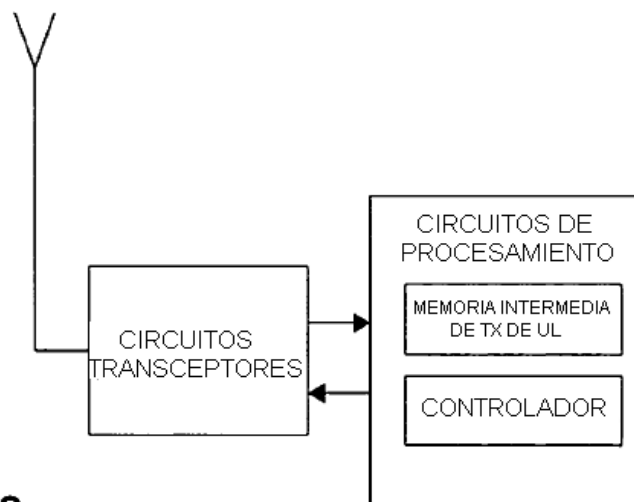 CIRCUITOS DE
PROCESAMIENTO
MEMORIA INTERMEDIA
DE TX DE UL
CIRCUITOS
TRANSCEPTORES
CONTROLADOR